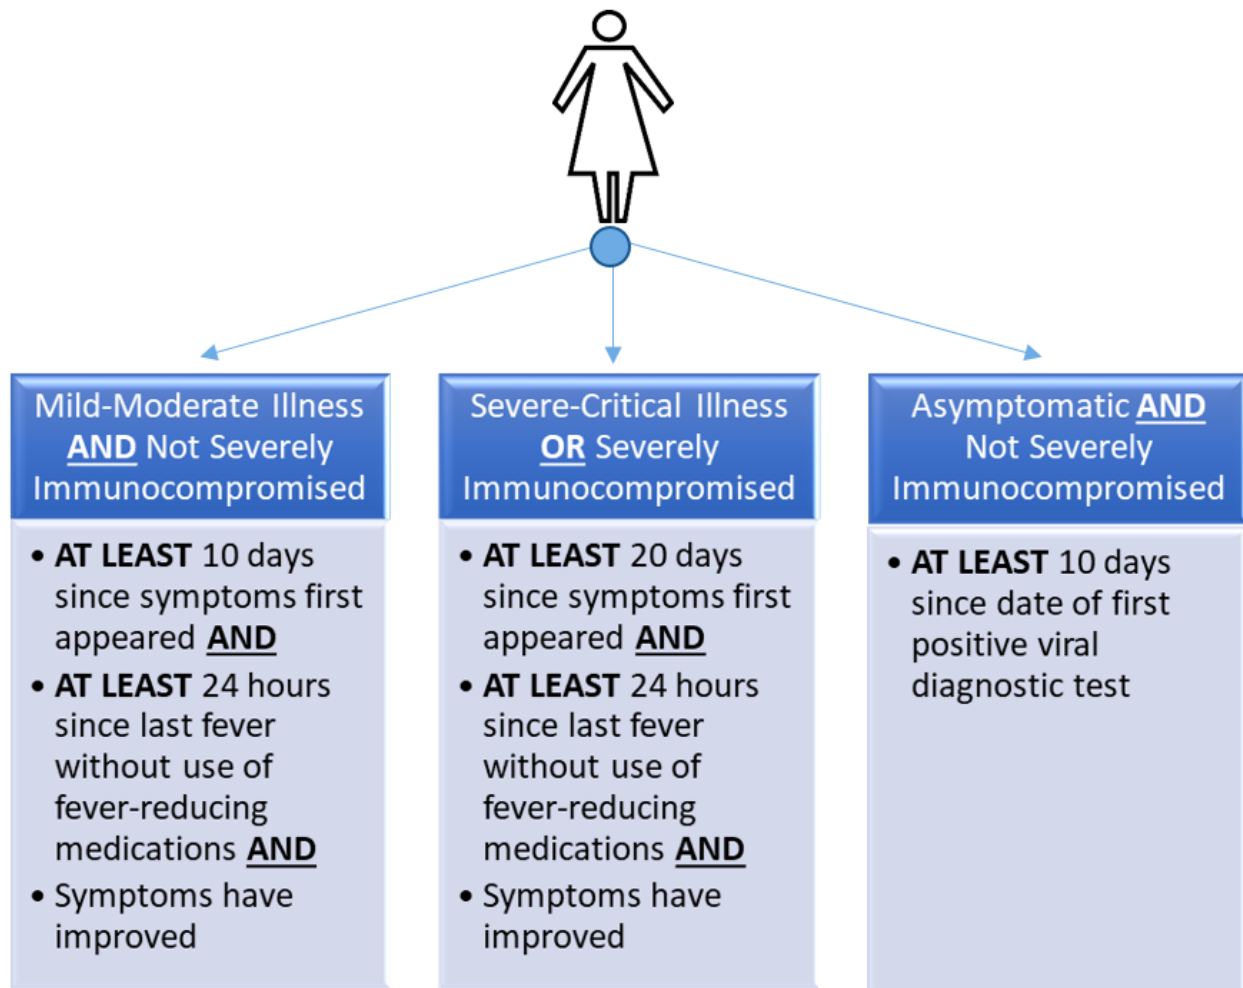 Mild-Moderate Illness
AND Not Severely
Immunocompromised
• AT LEAST 10 days
since symptoms first
appeared AND
• AT LEAST 24 hours
since last fever
without use of
fever-reducing
medications AND
• Symptoms have
improved
Severe-Critical Illness
OR Severely
Immunocompromised
• AT LEAST 20 days
since symptoms first
appeared AND
• AT LEAST 24 hours
since last fever
without use of
fever-reducing
medications AND
• Symptoms have
improved
Asymptomatic AND
Not Severely
Immunocompromised
• AT LEAST 10 days
since date of first
positive viral
diagnostic test